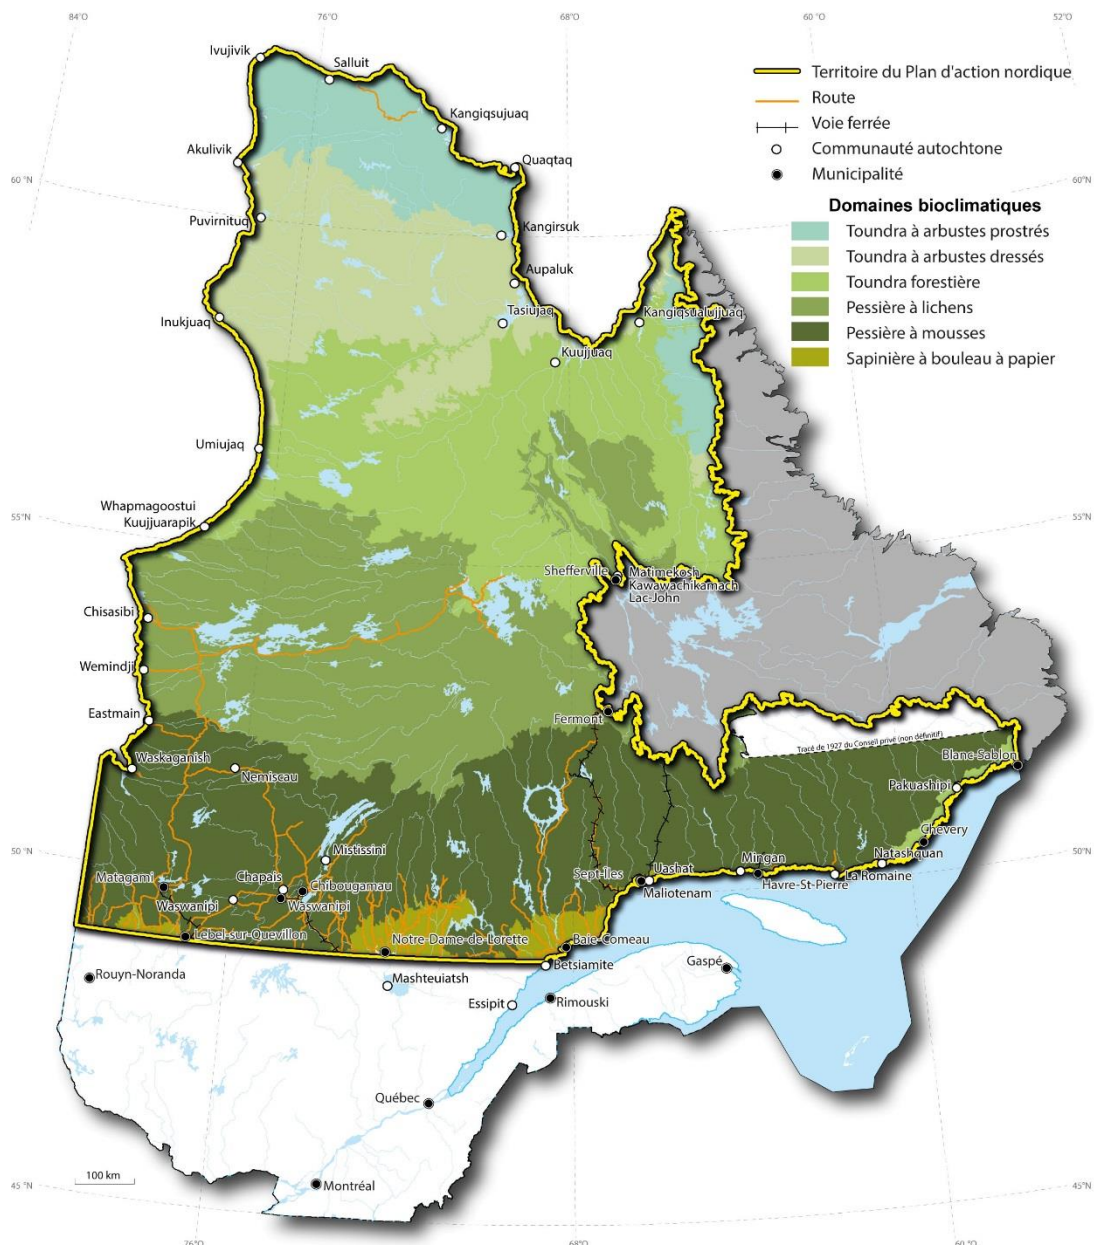 84°O
76°O
68°O
60°O
52°O
Ivujivik
Salluit
Territoire du Plan d'action nordique
Route
Voie ferrée
Communauté autochtone
Municipalité
Kangiqsujuaq
Akulivik
Quaqtaq
60°N
60°N
Domaines bioclimatiques
Toundra à arbustes prostrés
Toundra à arbustes dressés
Toundra forestière
Pessière à lichens
Pessière à mousses
Sapinière à bouleau à papier
Puvirnituq
Kangirsuk
Aupaluk
Inukjuaq
Tasiujaq
Kangiqsualujjuaq
Kuujjuaq
Umiujaq
Whapmagoostui
Kuujjuarapik
55°N
55°N
Shefferville
Matimekosh
Kawawachikamach
Lac-John
Chisasibi
Wemindji
Eastmain
Fermont
Tracé de 1927 du Conseil privé (non définitif)
Blanc-Sablon
Waskaganish
Nemiscau
Pakuashipi
Chevery
50°N
50°N
Mistissini
Mingan
Natashquan
Matagami
Chapais
Chibougamau
Sept-Îles
Uashat
Maliotenam
Havre-St-Pierre
La Romaine
Waswanipi
Waswanipi
Lebel-sur-Quevillon
Notre Dame-de-Lorette
Baie-Comeau
Betsiamite
Gaspé
Rouyn-Noranda
Mashteuiatsh
Essipit
Rimouski
Québec
100 km
Montréal
45°N
45°N
76°O
68°O
60°O